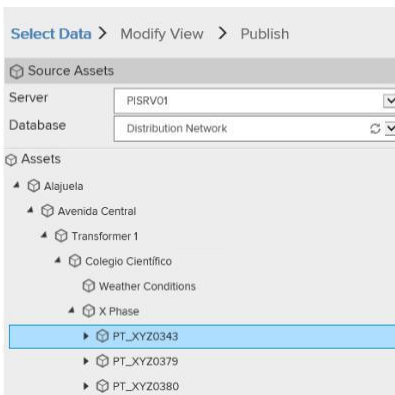 Select Data > Modify View > Publish
Source Assets
Server PISRV01
Database Distribution Network
Assets
Alajuela
Avenida Central
Transformer 1
Colegio Científico
Weather Conditions
X Phase
PT_XYZ0343
PT_XYZ0379
PT_XYZ0380